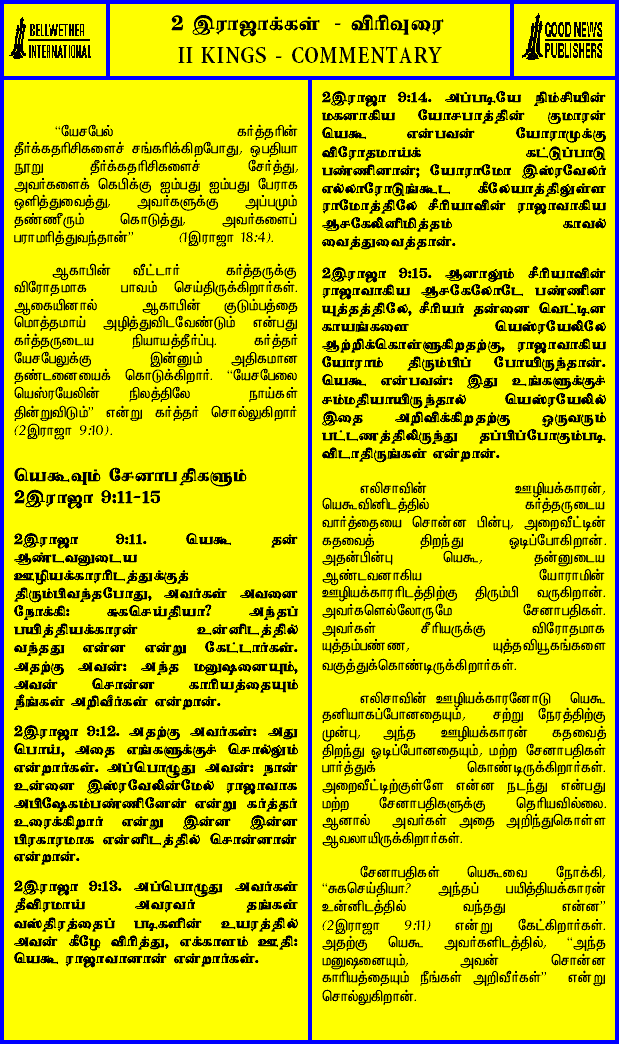 BELLWETHER
INTERNATIONAL
2 இராஜாக்கள் - விரிவுரை
II KINGS - COMMENTARY
GOOD NEWS
PUBLISHERS
“யேசபேல் கர்த்தரின்
தீர்க்கதரிசிகளைச் சங்கரிக்கிறபோது, ஒபதியா
நூறு தீர்க்கதரிசிகளைச் சேர்த்து,
அவர்களைக் கெபிக்கு ஐம்பது ஐம்பது பேராக
ஒளித்துவைத்து, அவர்களுக்கு அப்பமும்
தண்ணீரும் கொடுத்து, அவர்களைப்
பராமரித்துவந்தான்” (1இராஜா 18:4).
ஆகாபின் வீட்டார் கர்த்தருக்கு
விரோதமாக பாவம் செய்திருக்கிறார்கள்.
ஆகையினால் ஆகாபின் குடும்பத்தை
மொத்தமாய் அழித்துவிடவேண்டும் என்பது
கர்த்தருடைய நியாயத்தீர்ப்பு. கர்த்தர்
யேசபேலுக்கு இன்னும் அதிகமான
தண்டனையைக் கொடுக்கிறார். “யேசபேலை
யெஸ்ரயேலின் நிலத்திலே நாய்கள்
தின்றுவிடும்” என்று கர்த்தர் சொல்லுகிறார்
(2இராஜா 9:10).
யெகூவும் சேனாபதிகளும்
2இராஜா 9:11-15
2இராஜா 9:11. யெகூ தன்
ஆண்டவனுடைய
ஊழியக்காரரிடத்துக்குத்
திரும்பிவந்தபோது, அவர்கள் அவனை
நோக்கி: சுகசெய்தியா? அந்தப்
பயித்தியக்காரன் உன்னிடத்தில்
வந்தது என்ன என்று கேட்டார்கள்.
அதற்கு அவன்: அந்த மனுஷனையும்,
அவன் சொன்ன காரியத்தையும்
நீங்கள் அறிவீர்கள் என்றான்.
2இராஜா 9:12. அதற்கு அவர்கள்: அது
பொய், அதை எங்களுக்குச் சொல்லும்
என்றார்கள். அப்பொழுது அவன்: நான்
உன்னை இஸ்ரவேலின்மேல் ராஜாவாக
அபிஷேகம்பண்ணினேன் என்று கர்த்தர்
உரைக்கிறார் என்று இன்ன இன்ன
பிரகாரமாக என்னிடத்தில் சொன்னான்
என்றான்.
2இராஜா 9:13. அப்பொழுது அவர்கள்
தீவிரமாய் அவரவர் தங்கள்
வஸ்திரத்தைப் படிகளின் உயரத்தில்
அவன் கீழே விரித்து, எக்காளம் ஊதி:
யெகூ ராஜாவானான் என்றார்கள்.
2இராஜா 9:14. அப்படியே நிம்சியின்
மகனாகிய யோசபாத்தின் குமாரன்
யெகூ என்பவன் யோராமுக்கு
விரோதமாய்க் கட்டுப்பாடு
பண்ணினான்; யோராமோ இஸ்ரவேலர்
எல்லாரோடுங்கூட கீலேயாத்திலுள்ள
ராமோத்திலே சீரியாவின் ராஜாவாகிய
ஆசகேலினிமித்தம் காவல்
வைத்துவைத்தான்.
2இராஜா 9:15. ஆனாலும் சீரியாவின்
ராஜாவாகிய ஆசகேலோடே பண்ணின
யுத்தத்திலே, சீரியர் தன்னை வெட்டின
காயங்களை யெஸ்ரயேலிலே
ஆற்றிக்கொள்ளுகிறதற்கு, ராஜாவாகிய
யோராம் திரும்பிப் போயிருந்தான்.
யெகூ என்பவன்: இது உங்களுக்குச்
சம்மதியாயிருந்தால் யெஸ்ரயேலில்
இதை அறிவிக்கிறதற்கு ஒருவரும்
பட்டணத்திலிருந்து தப்பிப்போகும்படி
விடாதிருங்கள் என்றான்.
எலிசாவின் ஊழியக்காரன்,
யெகூவினிடத்தில் கர்த்தருடைய
வார்த்தையை சொன்ன பின்பு, அறைவீட்டின்
கதவைத் திறந்து ஓடிப்போகிறான்.
அதன்பின்பு யெகூ, தன்னுடைய
ஆண்டவனாகிய யோராமின்
ஊழியக்காரரிடத்திற்கு திரும்பி வருகிறான்.
அவர்களெல்லோருமே சேனாபதிகள்.
அவர்கள் சீரியருக்கு விரோதமாக
யுத்தம்பண்ண, யுத்தவியூகங்களை
வகுத்துக்கொண்டிருக்கிறார்கள்.
எலிசாவின் ஊழியக்காரனோடு யெகூ
தனியாகப்போனதையும், சற்று நேரத்திற்கு
முன்பு, அந்த ஊழியக்காரன் கதவைத்
திறந்து ஓடிப்போனதையும், மற்ற சேனாபதிகள்
பார்த்துக் கொண்டிருக்கிறார்கள்.
அறைவீட்டிற்குள்ளே என்ன நடந்து என்பது
மற்ற சேனாபதிகளுக்கு தெரியவில்லை.
ஆனால் அவர்கள் அதை அறிந்துகொள்ள
ஆவலாயிருக்கிறார்கள்.
சேனாபதிகள் யெகூவை நோக்கி,
“சுகசெய்தியா? அந்தப் பயித்தியக்காரன்
உன்னிடத்தில் வந்தது என்ன”
(2இராஜா 9:11) என்று கேட்கிறார்கள்.
அதற்கு யெகூ அவர்களிடத்தில், “அந்த
மனுஷனையும், அவன் சொன்ன
காரியத்தையும் நீங்கள் அறிவீர்கள்” என்று
சொல்லுகிறான்.